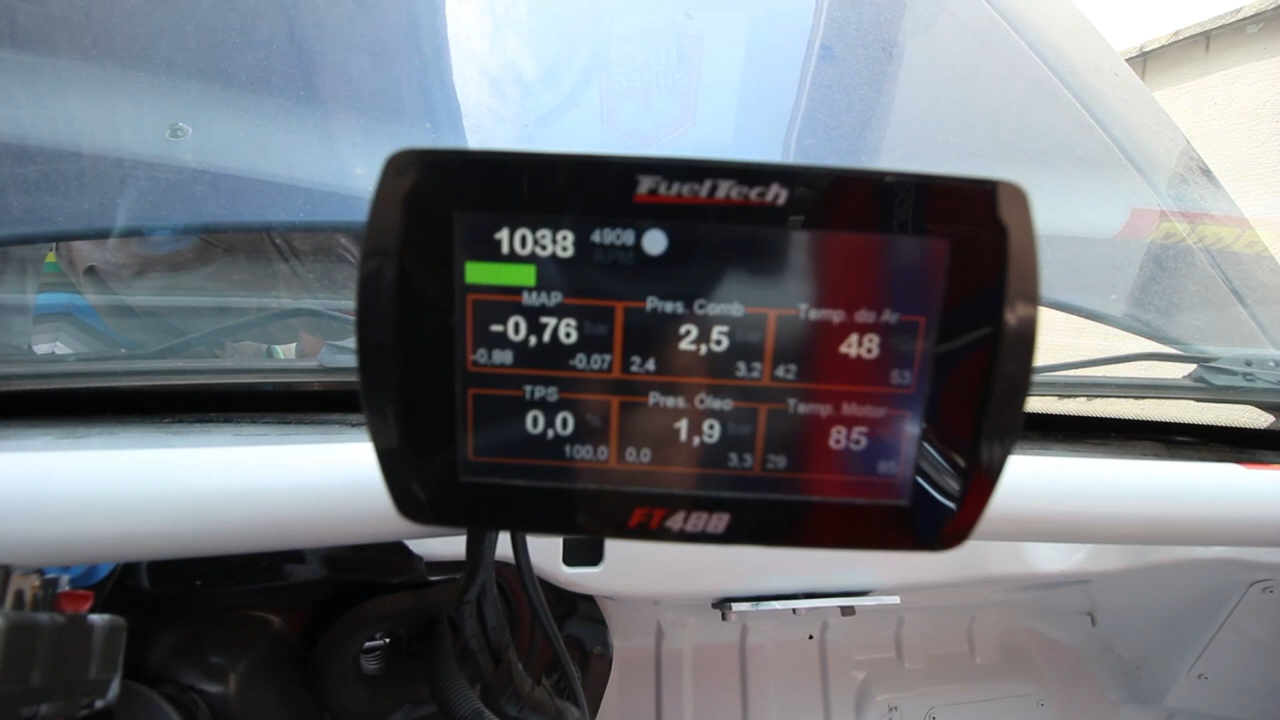 FuelTech
1038 4908
RPM
MAP Pres. Comb Temp. do Ar
-0,76 bar 2,5 bar 48
-0,88 -0,07 2,4 3,2 42 53
TPS Pres. Óleo Temp. Motor
0,0 % 1,9 bar 85
100,0 0,0 3,3 29 85
FT400